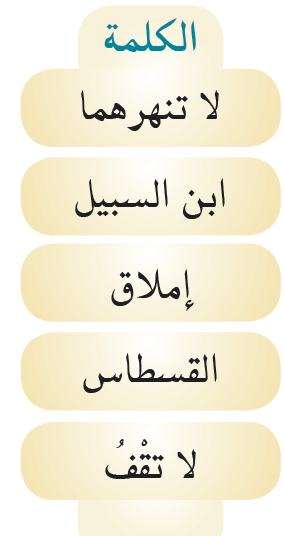 الكلمة
لا تنهرهما
ابن السبيل
إملاق
القسطاس
لا تقْفُ